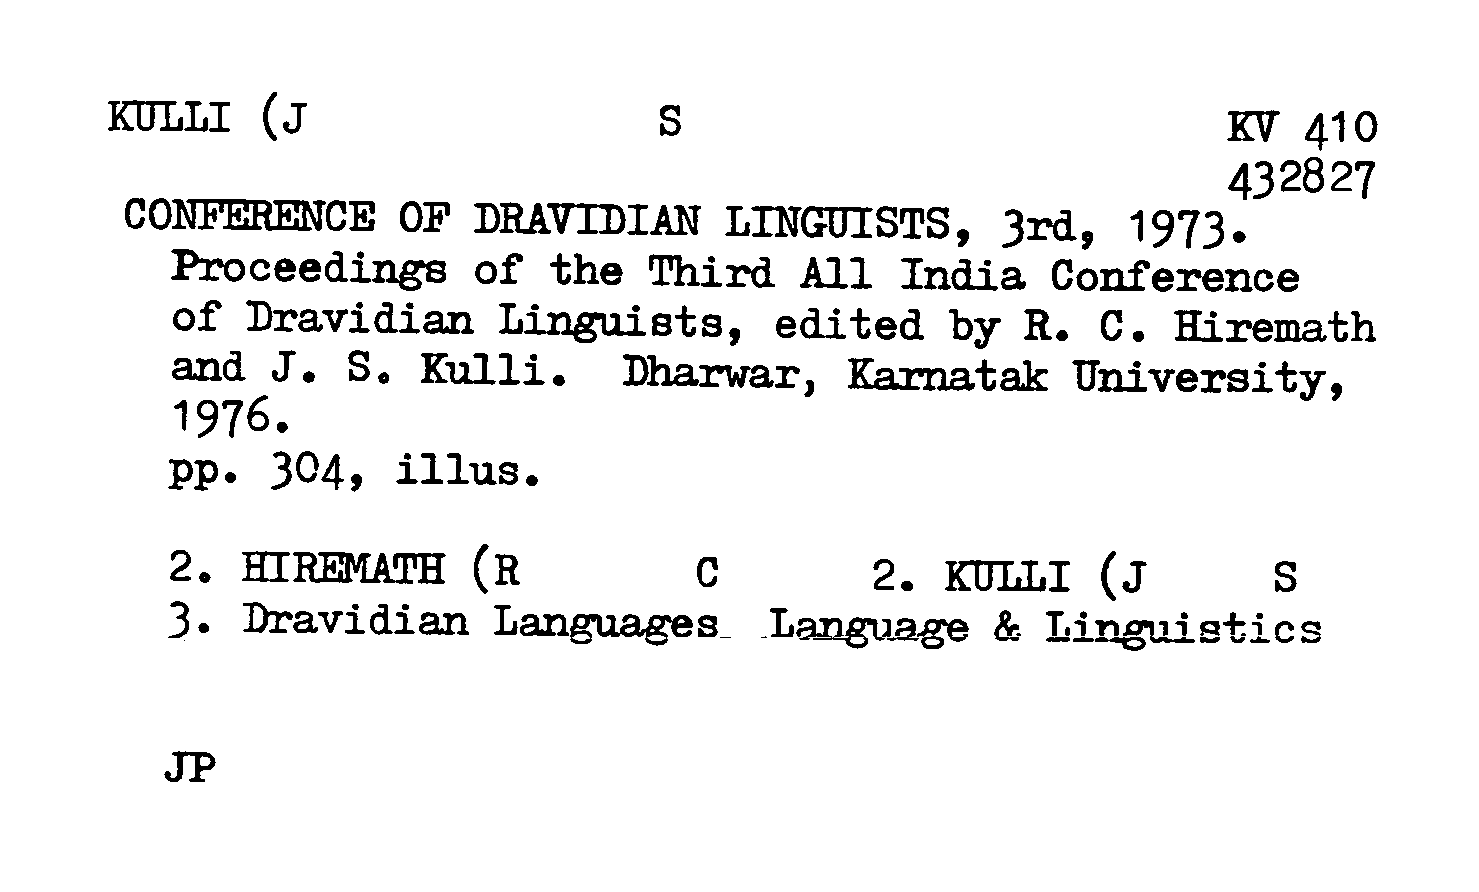 KULLI (J S KV 410
432827
CONFERENCE OF DRAVIDIAN LINGUISTS, 3rd, 1973.
Proceedings of the Third All India Conference
of Dravidian Linguists, edited by R. C. Hiremath
and J. S. Kulli. Dharwar, Karnatak University,
1976.
pp. 304, illus.
2. HIREMATH (R C 2. KULLI (J S
3. Dravidian Languages Language & Linguistics
JP